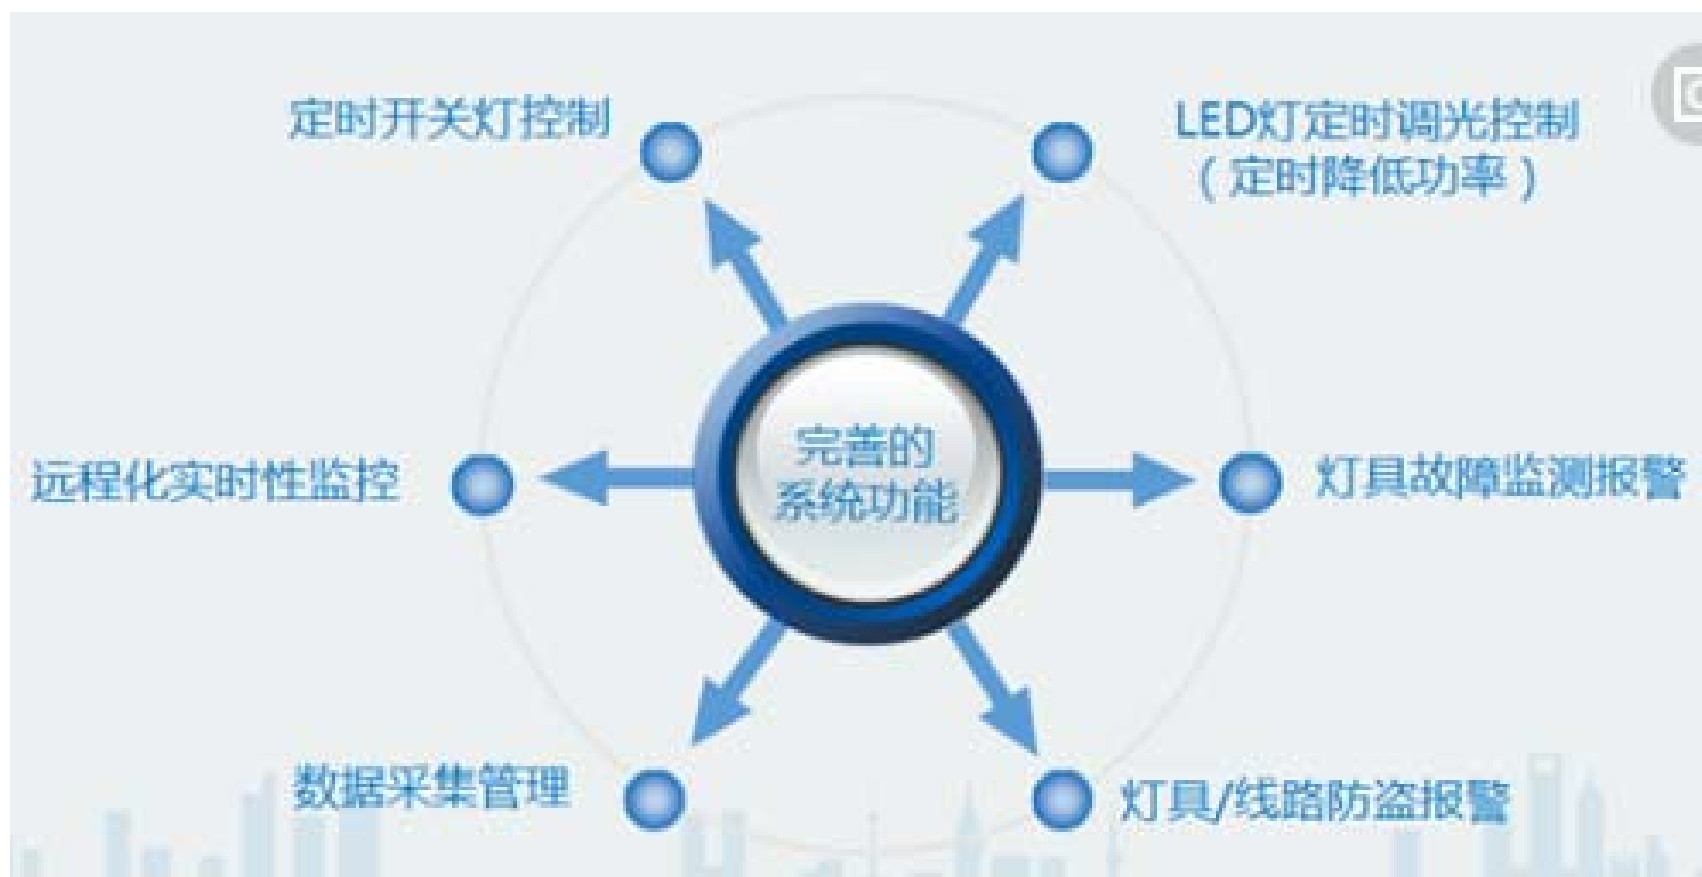 定时开关灯控制
LED灯定时调光控制
（定时降低功率）
完善的
系统功能
远程化实时性监控
灯具故障监测报警
数据采集管理
灯具/线路防盗报警